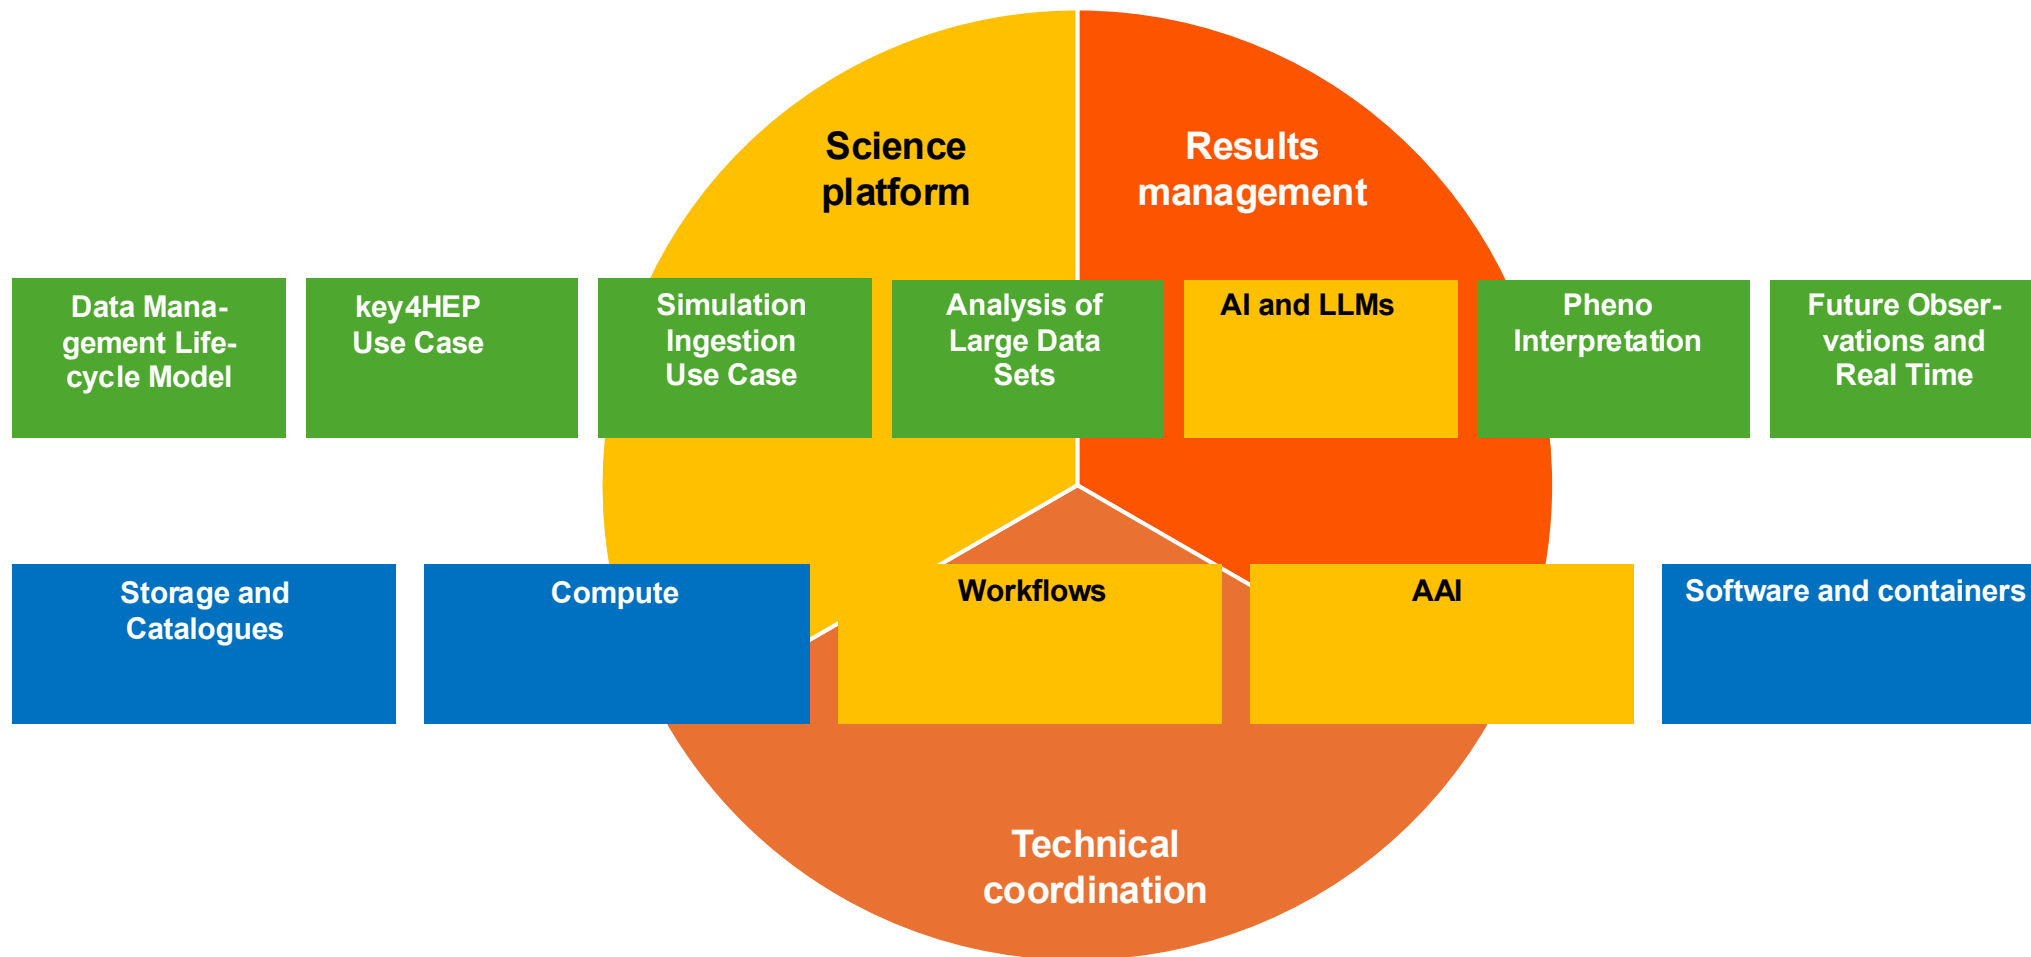 Science
platform
Results
management
Data Mana-
gement Life-
cycle Model
key4HEP
Use Case
Simulation
Ingestion
Use Case
Analysis of
Large Data
Sets
AI and LLMs
Pheno
Interpretation
Future Obser-
vations and
Real Time
Storage and
Catalogues
Compute
Workflows
AAI
Software and containers
Technical
coordination